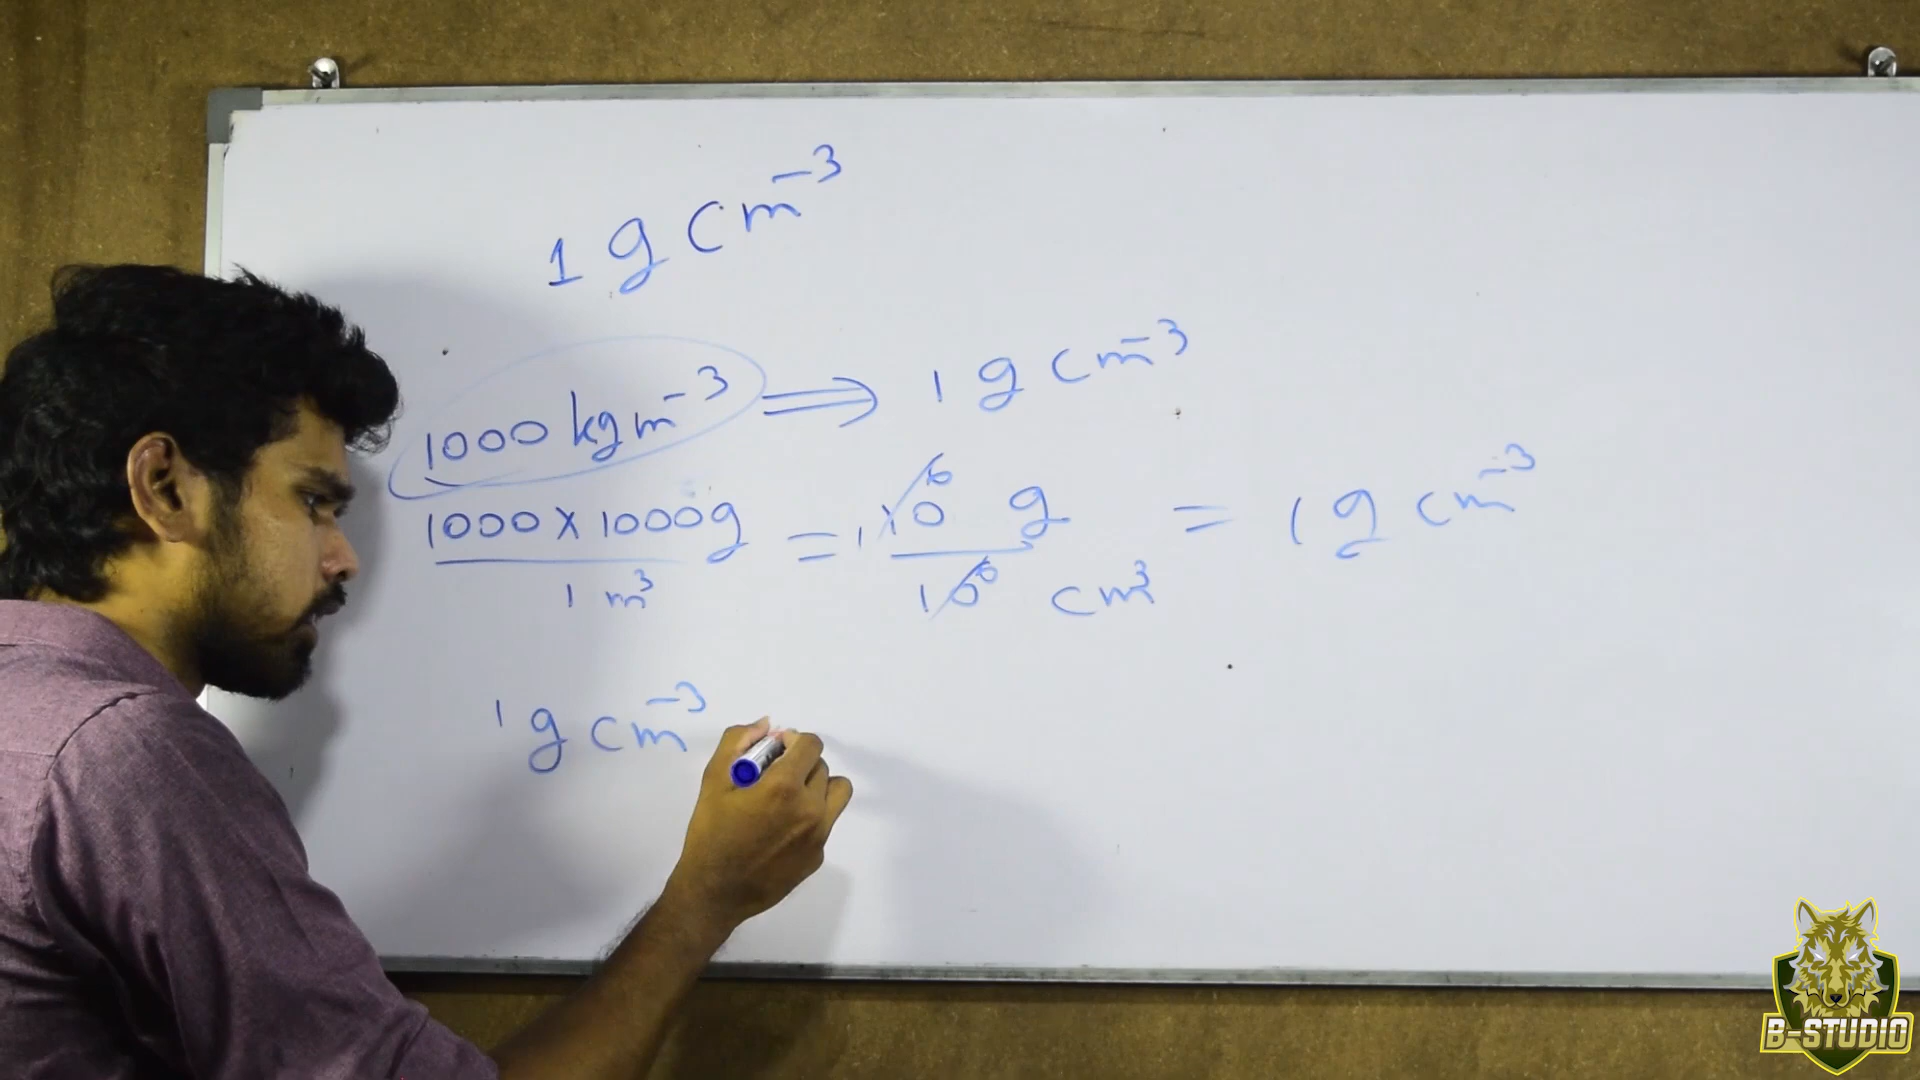 1 g cm⁻³
1000 kg m⁻³ ⟹ 1 g cm⁻³
1000 × 1000 g / 1 m³ = 1 × 10⁶ g / 10⁶ cm³ = 1 g cm⁻³
1 g cm⁻³
B-STUDIO